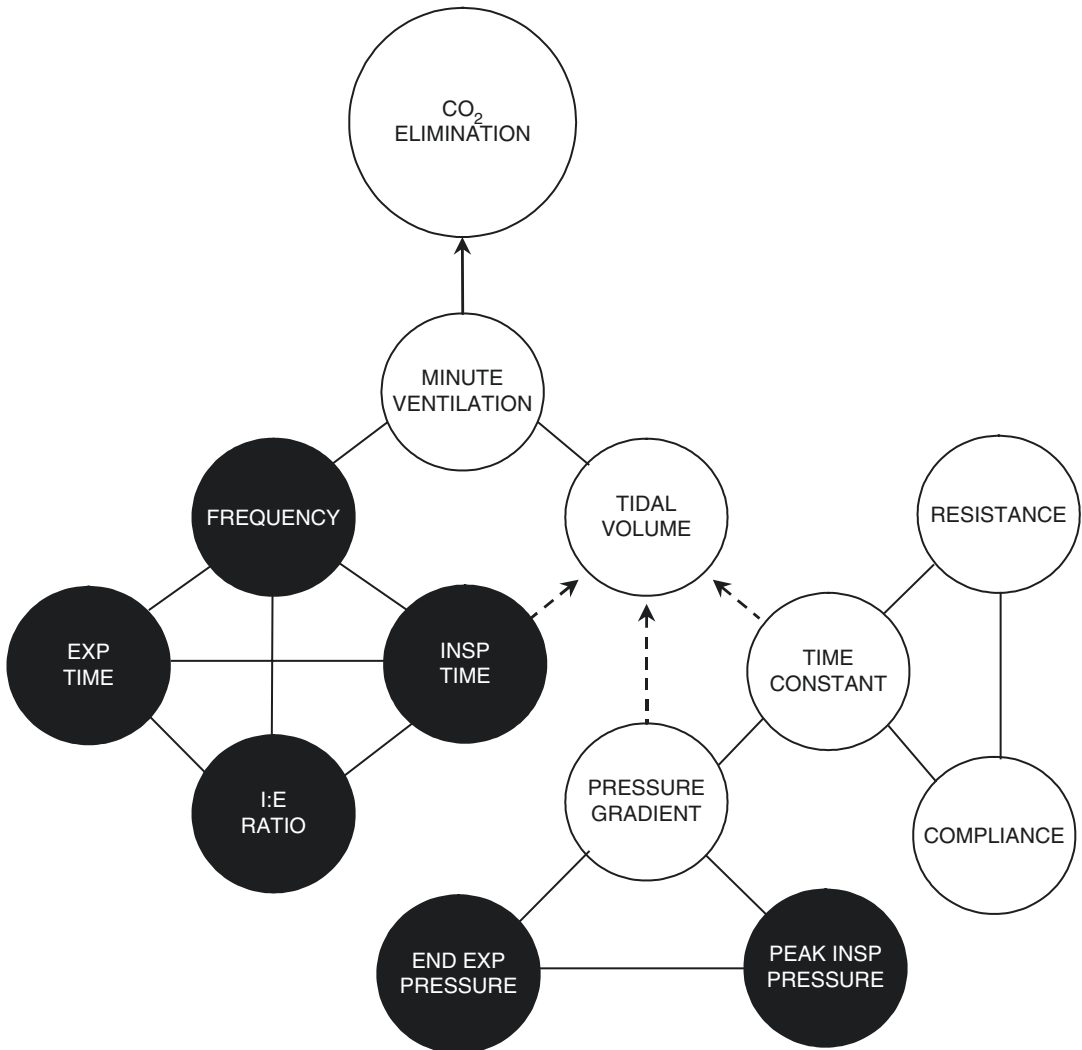 CO2
ELIMINATION
MINUTE
VENTILATION
FREQUENCY
TIDAL
VOLUME
RESISTANCE
EXP
TIME
INSP
TIME
TIME
CONSTANT
I:E
RATIO
PRESSURE
GRADIENT
COMPLIANCE
END EXP
PRESSURE
PEAK INSP
PRESSURE